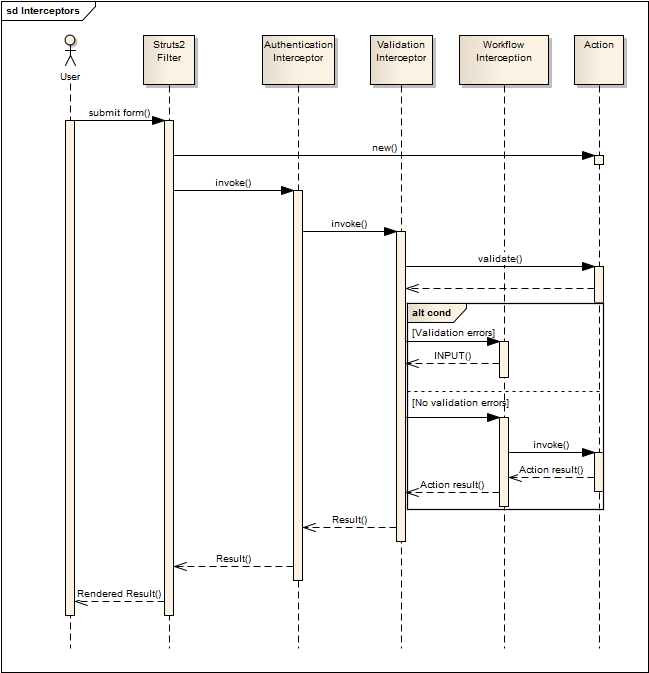 sd Interceptors
User
Struts2
Filter
Authentication
Interceptor
Validation
Interceptor
Workflow
Interception
Action
submit form()
new()
invoke()
invoke()
validate()
alt cond
[Validation errors]
INPUT()
[No validation errors]
invoke()
Action result()
Action result()
Result()
Result()
Rendered Result()